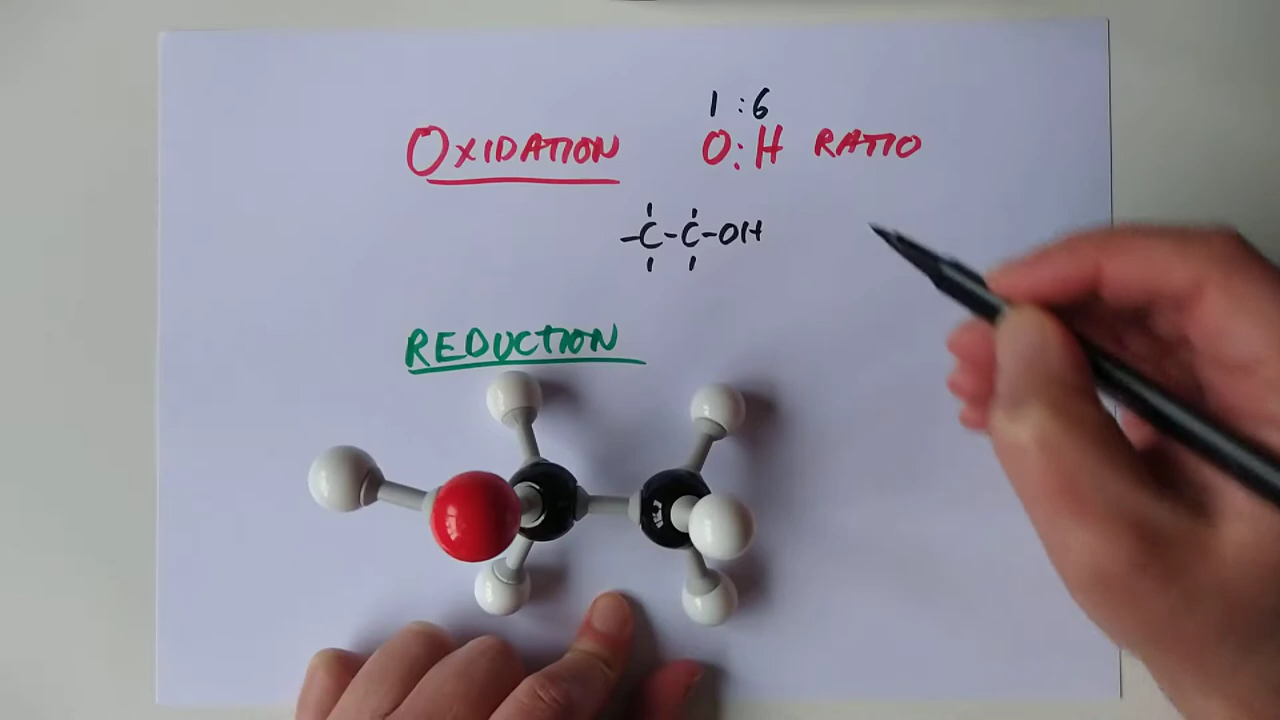 1 : 6
OXIDATION O:H RATIO
-C-C-OH
REDUCTION